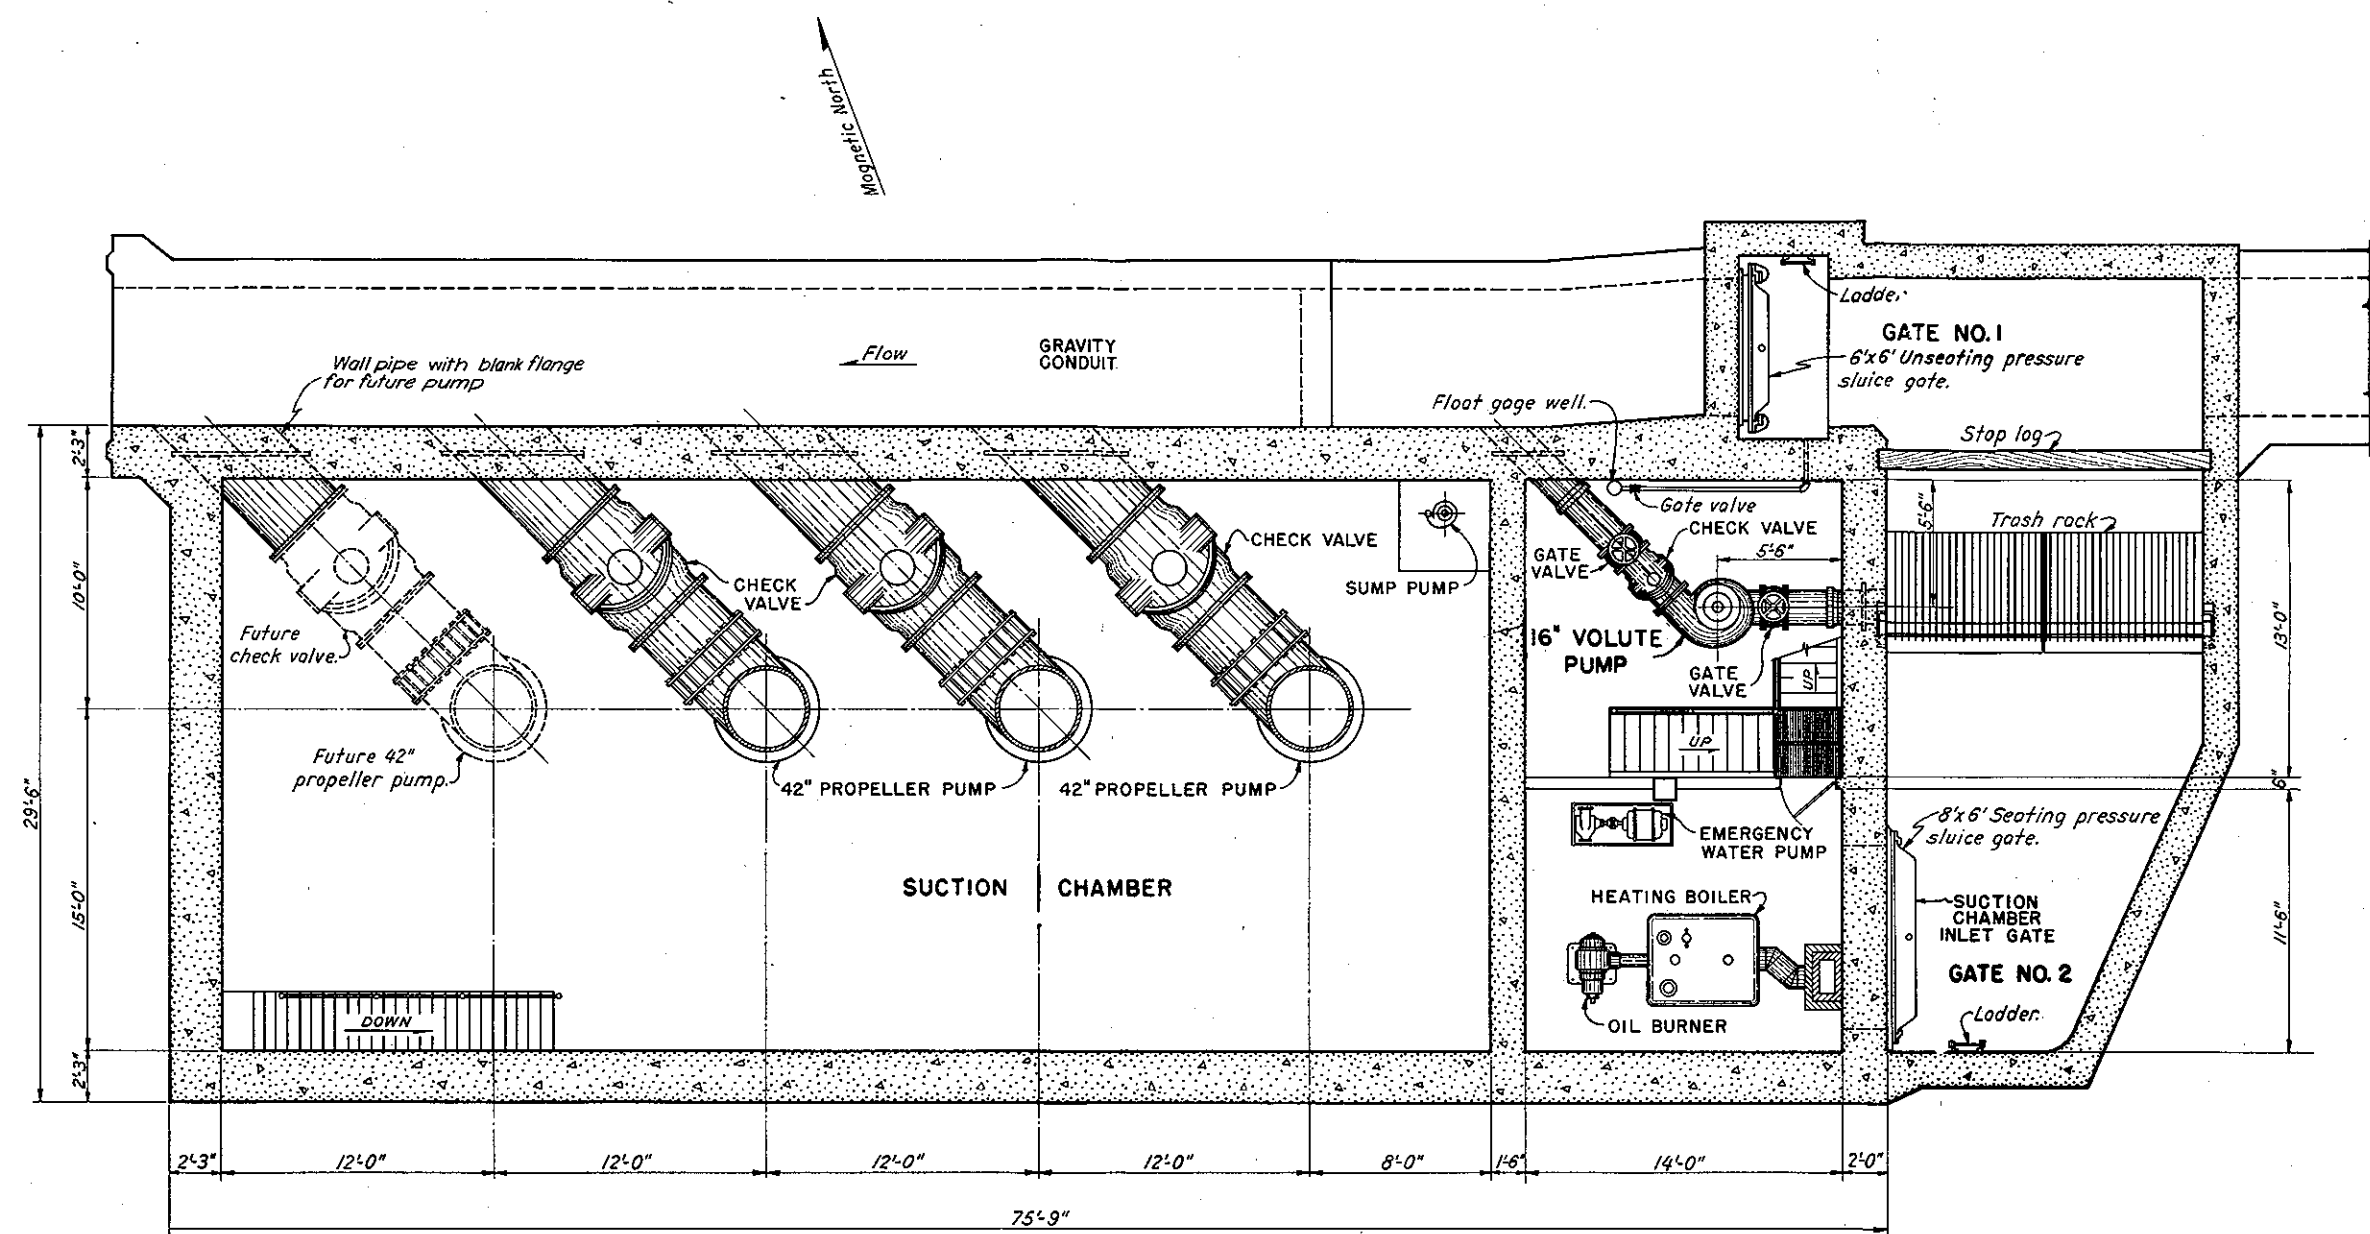 Magnetic North
Ladder
GATE NO. 1
6'x6' Unseating pressure
sluice gate.
GRAVITY
CONDUIT
Flow
Wall pipe with blank flange
for future pump
Float gage well.
Stop log
2'-3"
Gate valve
CHECK VALVE
5'-6"
5'-6"
Trash rack
CHECK VALVE
GATE
VALVE
SUMP PUMP
CHECK
VALVE
10'-0"
Future
check valve.
16" VOLUTE
PUMP
GATE
VALVE
UP
13'-0"
UP
Future 42"
propeller pump.
42" PROPELLER PUMP
42" PROPELLER PUMP
6"
29'-6"
8'x6' Seating pressure
sluice gate.
EMERGENCY
WATER PUMP
SUCTION CHAMBER
HEATING BOILER
15'-0"
SUCTION
CHAMBER
INLET GATE
11'-6"
GATE NO. 2
DOWN
OIL BURNER
Ladder.
2'-3"
2'-3"
12'-0"
12'-0"
12'-0"
12'-0"
8'-0"
1'-6"
14'-0"
2'-0"
75'-9"